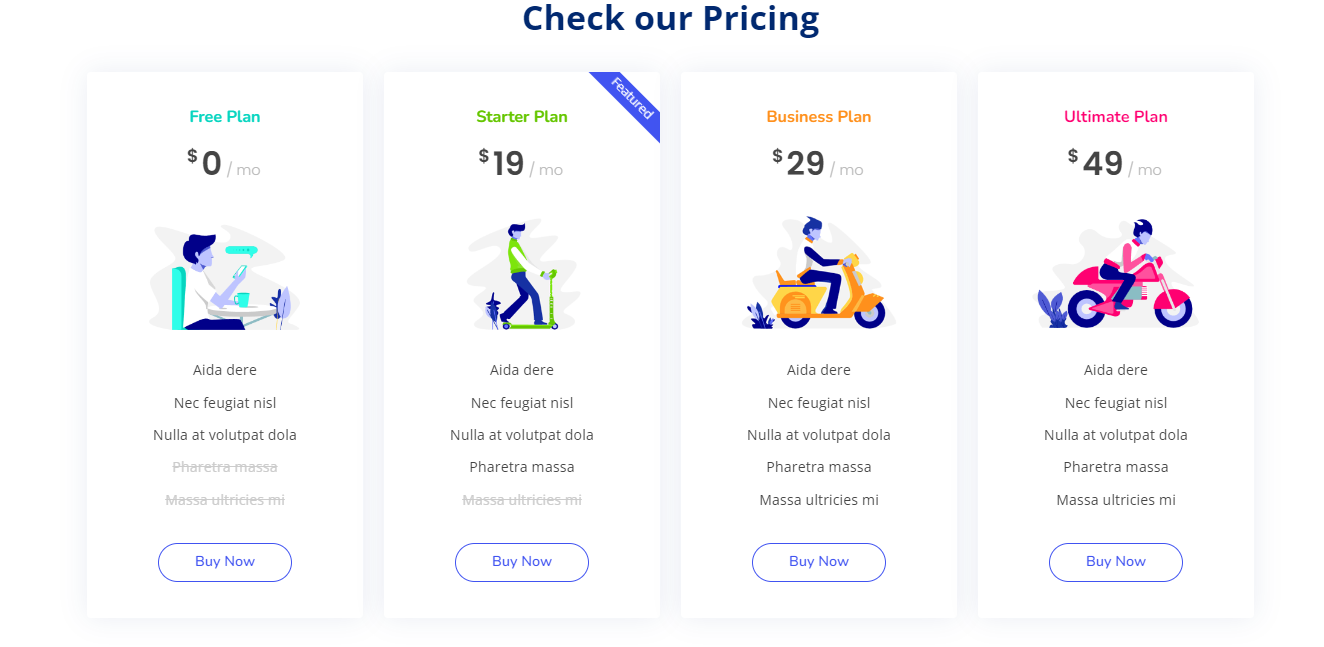 Check our Pricing
Free Plan
$0 / mo
Aida dere
Nec feugiat nisl
Nulla at volutpat dola
Pharetra massa
Massa ultricies mi
Buy Now
Featured
Starter Plan
$19 / mo
Aida dere
Nec feugiat nisl
Nulla at volutpat dola
Pharetra massa
Massa ultricies mi
Buy Now
Business Plan
$29 / mo
Aida dere
Nec feugiat nisl
Nulla at volutpat dola
Pharetra massa
Massa ultricies mi
Buy Now
Ultimate Plan
$49 / mo
Aida dere
Nec feugiat nisl
Nulla at volutpat dola
Pharetra massa
Massa ultricies mi
Buy Now